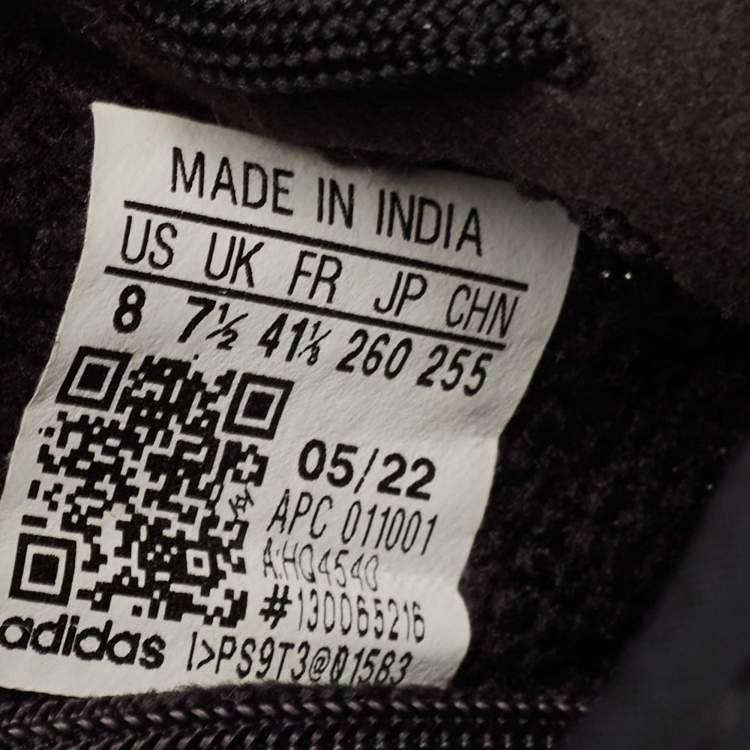 MADE IN INDIA
US UK FR JP CHN
8 7½ 41⅓ 260 255
05/22
APC 011001
A:HQ4540
#130065216
adidas I>PS9T3@01583